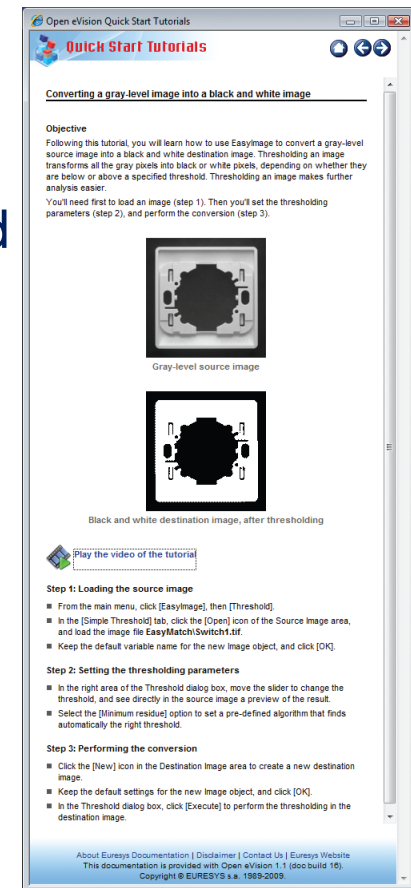 Open eVision Quick Start Tutorials
Quick Start Tutorials
Converting a gray-level image into a black and white image
Objective
Following this tutorial, you will learn how to use EasyImage to convert a gray-level
source image into a black and white destination image. Thresholding an image
transforms all the gray pixels into black or white pixels, depending on whether they
are below or above a specified threshold. Thresholding an image makes further
analysis easier.
You'll need first to load an image (step 1). Then you'll set the thresholding
parameters (step 2), and perform the conversion (step 3).
d
Gray-level source image
Black and white destination image, after thresholding
Play the video of the tutorial
Step 1: Loading the source image
■ From the main menu, click [EasyImage], then [Threshold].
■ In the [Simple Threshold] tab, click the [Open] icon of the Source Image area,
and load the image file EasyMatch\Switch1.tif.
■ Keep the default variable name for the new Image object, and click [OK].
Step 2: Setting the thresholding parameters
■ In the right area of the Threshold dialog box, move the slider to change the
threshold, and see directly in the source image a preview of the result.
■ Select the [Minimum residue] option to set a pre-defined algorithm that finds
automatically the right threshold.
Step 3: Performing the conversion
■ Click the [New] icon in the Destination Image area to create a new destination
image.
■ Keep the default settings for the new Image object, and click [OK].
■ In the Threshold dialog box, click [Execute] to perform the thresholding in the
destination image.
About Euresys Documentation | Disclaimer | Contact Us | Euresys Website
This documentation is provided with Open eVision 1.1 (doc build 16).
Copyright © EURESYS s.a. 1989-2009.